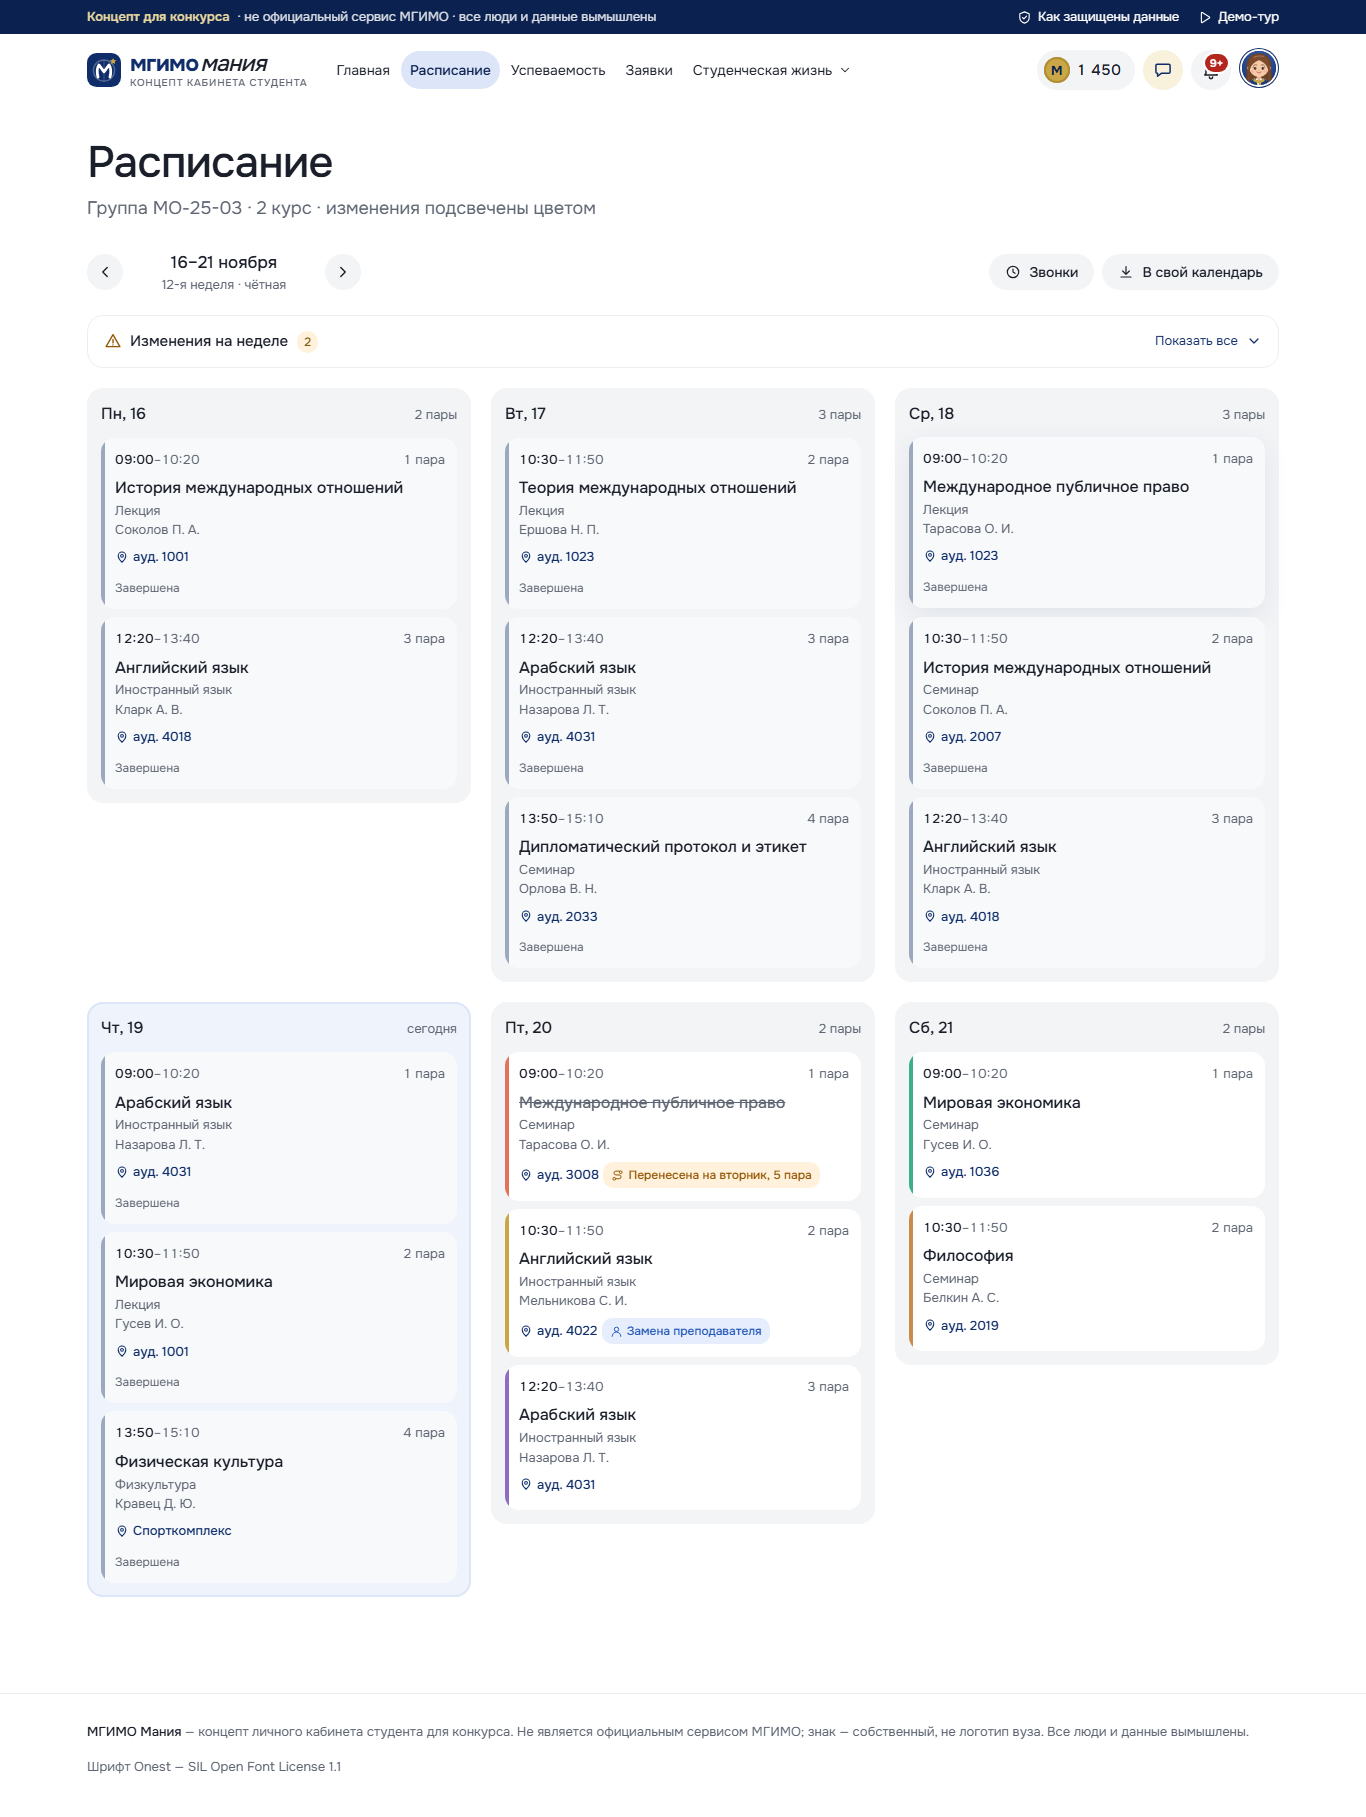 Концепт для конкурса · не официальный сервис МГИМО · все люди и данные вымышлены
Как защищены данные
Демо-тур
М
МГИМО Мания
КОНЦЕПТ КАБИНЕТА СТУДЕНТА
Главная
Расписание
Успеваемость
Заявки
Студенческая жизнь
М 1 450
9+
Расписание
Группа МО-25-03 · 2 курс · изменения подсвечены цветом
16–21 ноября
12-я неделя · чётная
Звонки
В свой календарь
Изменения на неделе 2
Показать все
Пн, 16 2 пары
09:00–10:20 1 пара
История международных отношений
Лекция
Соколов П. А.
ауд. 1001
Завершена
12:20–13:40 3 пара
Английский язык
Иностранный язык
Кларк А. В.
ауд. 4018
Завершена
Вт, 17 3 пары
10:30–11:50 2 пара
Теория международных отношений
Лекция
Ершова Н. П.
ауд. 1023
Завершена
12:20–13:40 3 пара
Арабский язык
Иностранный язык
Назарова Л. Т.
ауд. 4031
Завершена
13:50–15:10 4 пара
Дипломатический протокол и этикет
Семинар
Орлова В. Н.
ауд. 2033
Завершена
Ср, 18 3 пары
09:00–10:20 1 пара
Международное публичное право
Лекция
Тарасова О. И.
ауд. 1023
Завершена
10:30–11:50 2 пара
История международных отношений
Семинар
Соколов П. А.
ауд. 2007
Завершена
12:20–13:40 3 пара
Английский язык
Иностранный язык
Кларк А. В.
ауд. 4018
Завершена
Чт, 19 сегодня
09:00–10:20 1 пара
Арабский язык
Иностранный язык
Назарова Л. Т.
ауд. 4031
Завершена
10:30–11:50 2 пара
Мировая экономика
Лекция
Гусев И. О.
ауд. 1001
Завершена
13:50–15:10 4 пара
Физическая культура
Физкультура
Кравец Д. Ю.
Спорткомплекс
Завершена
Пт, 20 2 пары
09:00–10:20 1 пара
Международное публичное право
Семинар
Тарасова О. И.
ауд. 3008 Перенесена на вторник, 5 пара
10:30–11:50 2 пара
Английский язык
Иностранный язык
Мельникова С. И.
ауд. 4022 Замена преподавателя
12:20–13:40 3 пара
Арабский язык
Иностранный язык
Назарова Л. Т.
ауд. 4031
Сб, 21 2 пары
09:00–10:20 1 пара
Мировая экономика
Семинар
Гусев И. О.
ауд. 1036
10:30–11:50 2 пара
Философия
Семинар
Белкин А. С.
ауд. 2019
МГИМО Мания — концепт личного кабинета студента для конкурса. Не является официальным сервисом МГИМО; знак — собственный, не логотип вуза. Все люди и данные вымышлены.
Шрифт Onest — SIL Open Font License 1.1